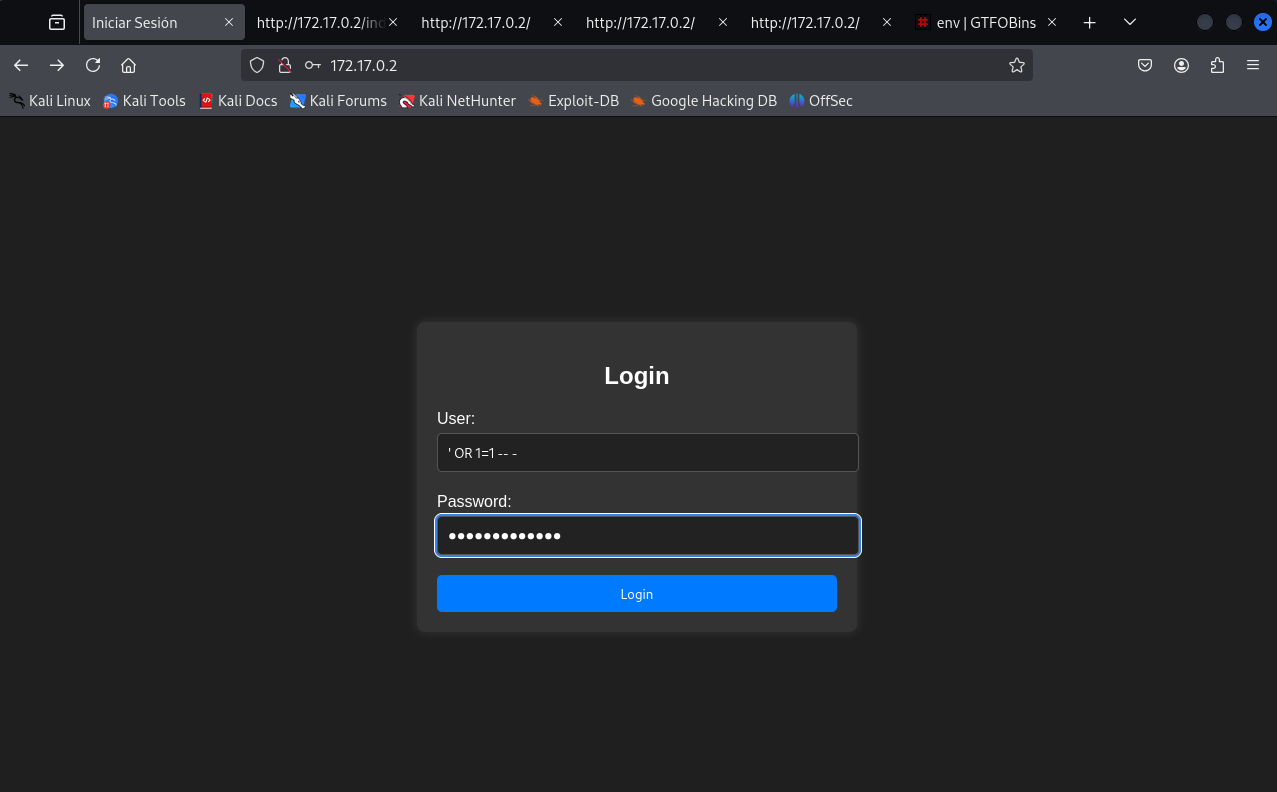 Iniciar Sesión http://172.17.0.2/ind http://172.17.0.2/ http://172.17.0.2/ http://172.17.0.2/ env | GTFOBins
172.17.0.2
Kali Linux Kali Tools Kali Docs Kali Forums Kali NetHunter Exploit-DB Google Hacking DB OffSec
Login
User:
' OR 1=1 -- -
Password:
•••••••••••••
Login